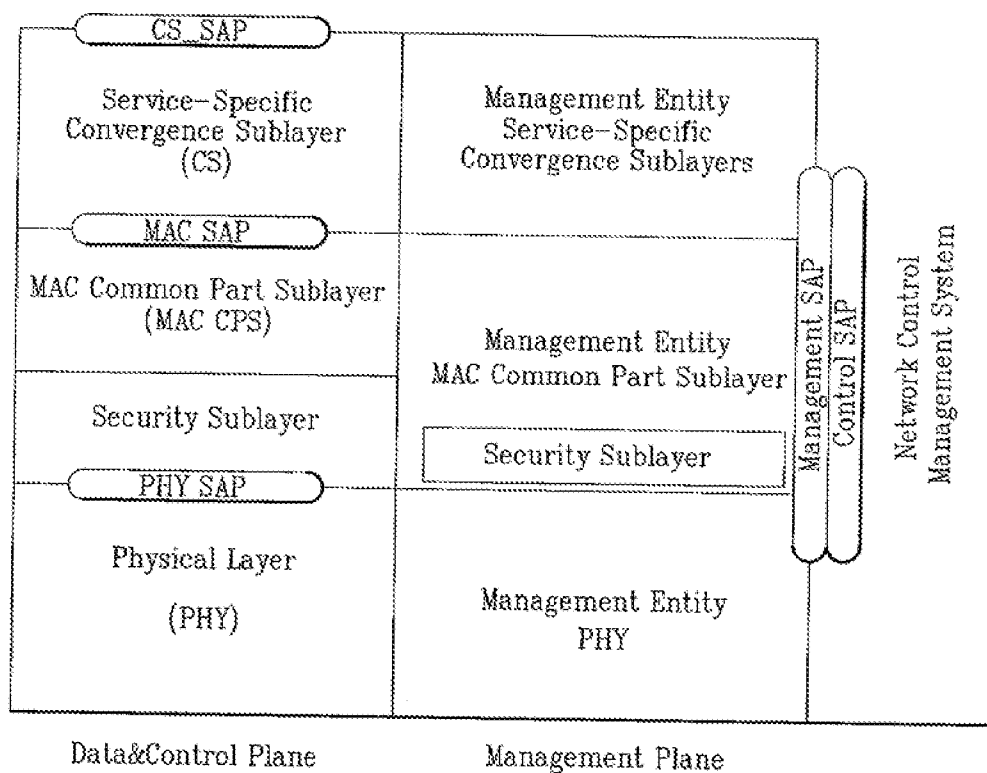 CS_SAP
Service-Specific
Convergence Sublayer
(CS)
MAC SAP
MAC Common Part Sublayer
(MAC CPS)
Security Sublayer
PHY SAP
Physical Layer
(PHY)
Data&Control Plane
Management Entity
Service-Specific
Convergence Sublayers
Management Entity
MAC Common Part Sublayer
Security Sublayer
Management Entity
PHY
Management Plane
Management SAP
Control SAP
Network Control
Management System